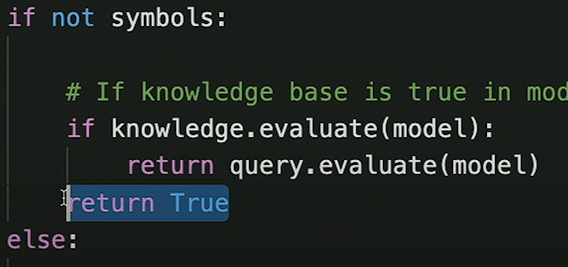 if not symbols:
# If knowledge base is true in
if knowledge.evaluate(model):
return query.evaluate(model)
return True
else: